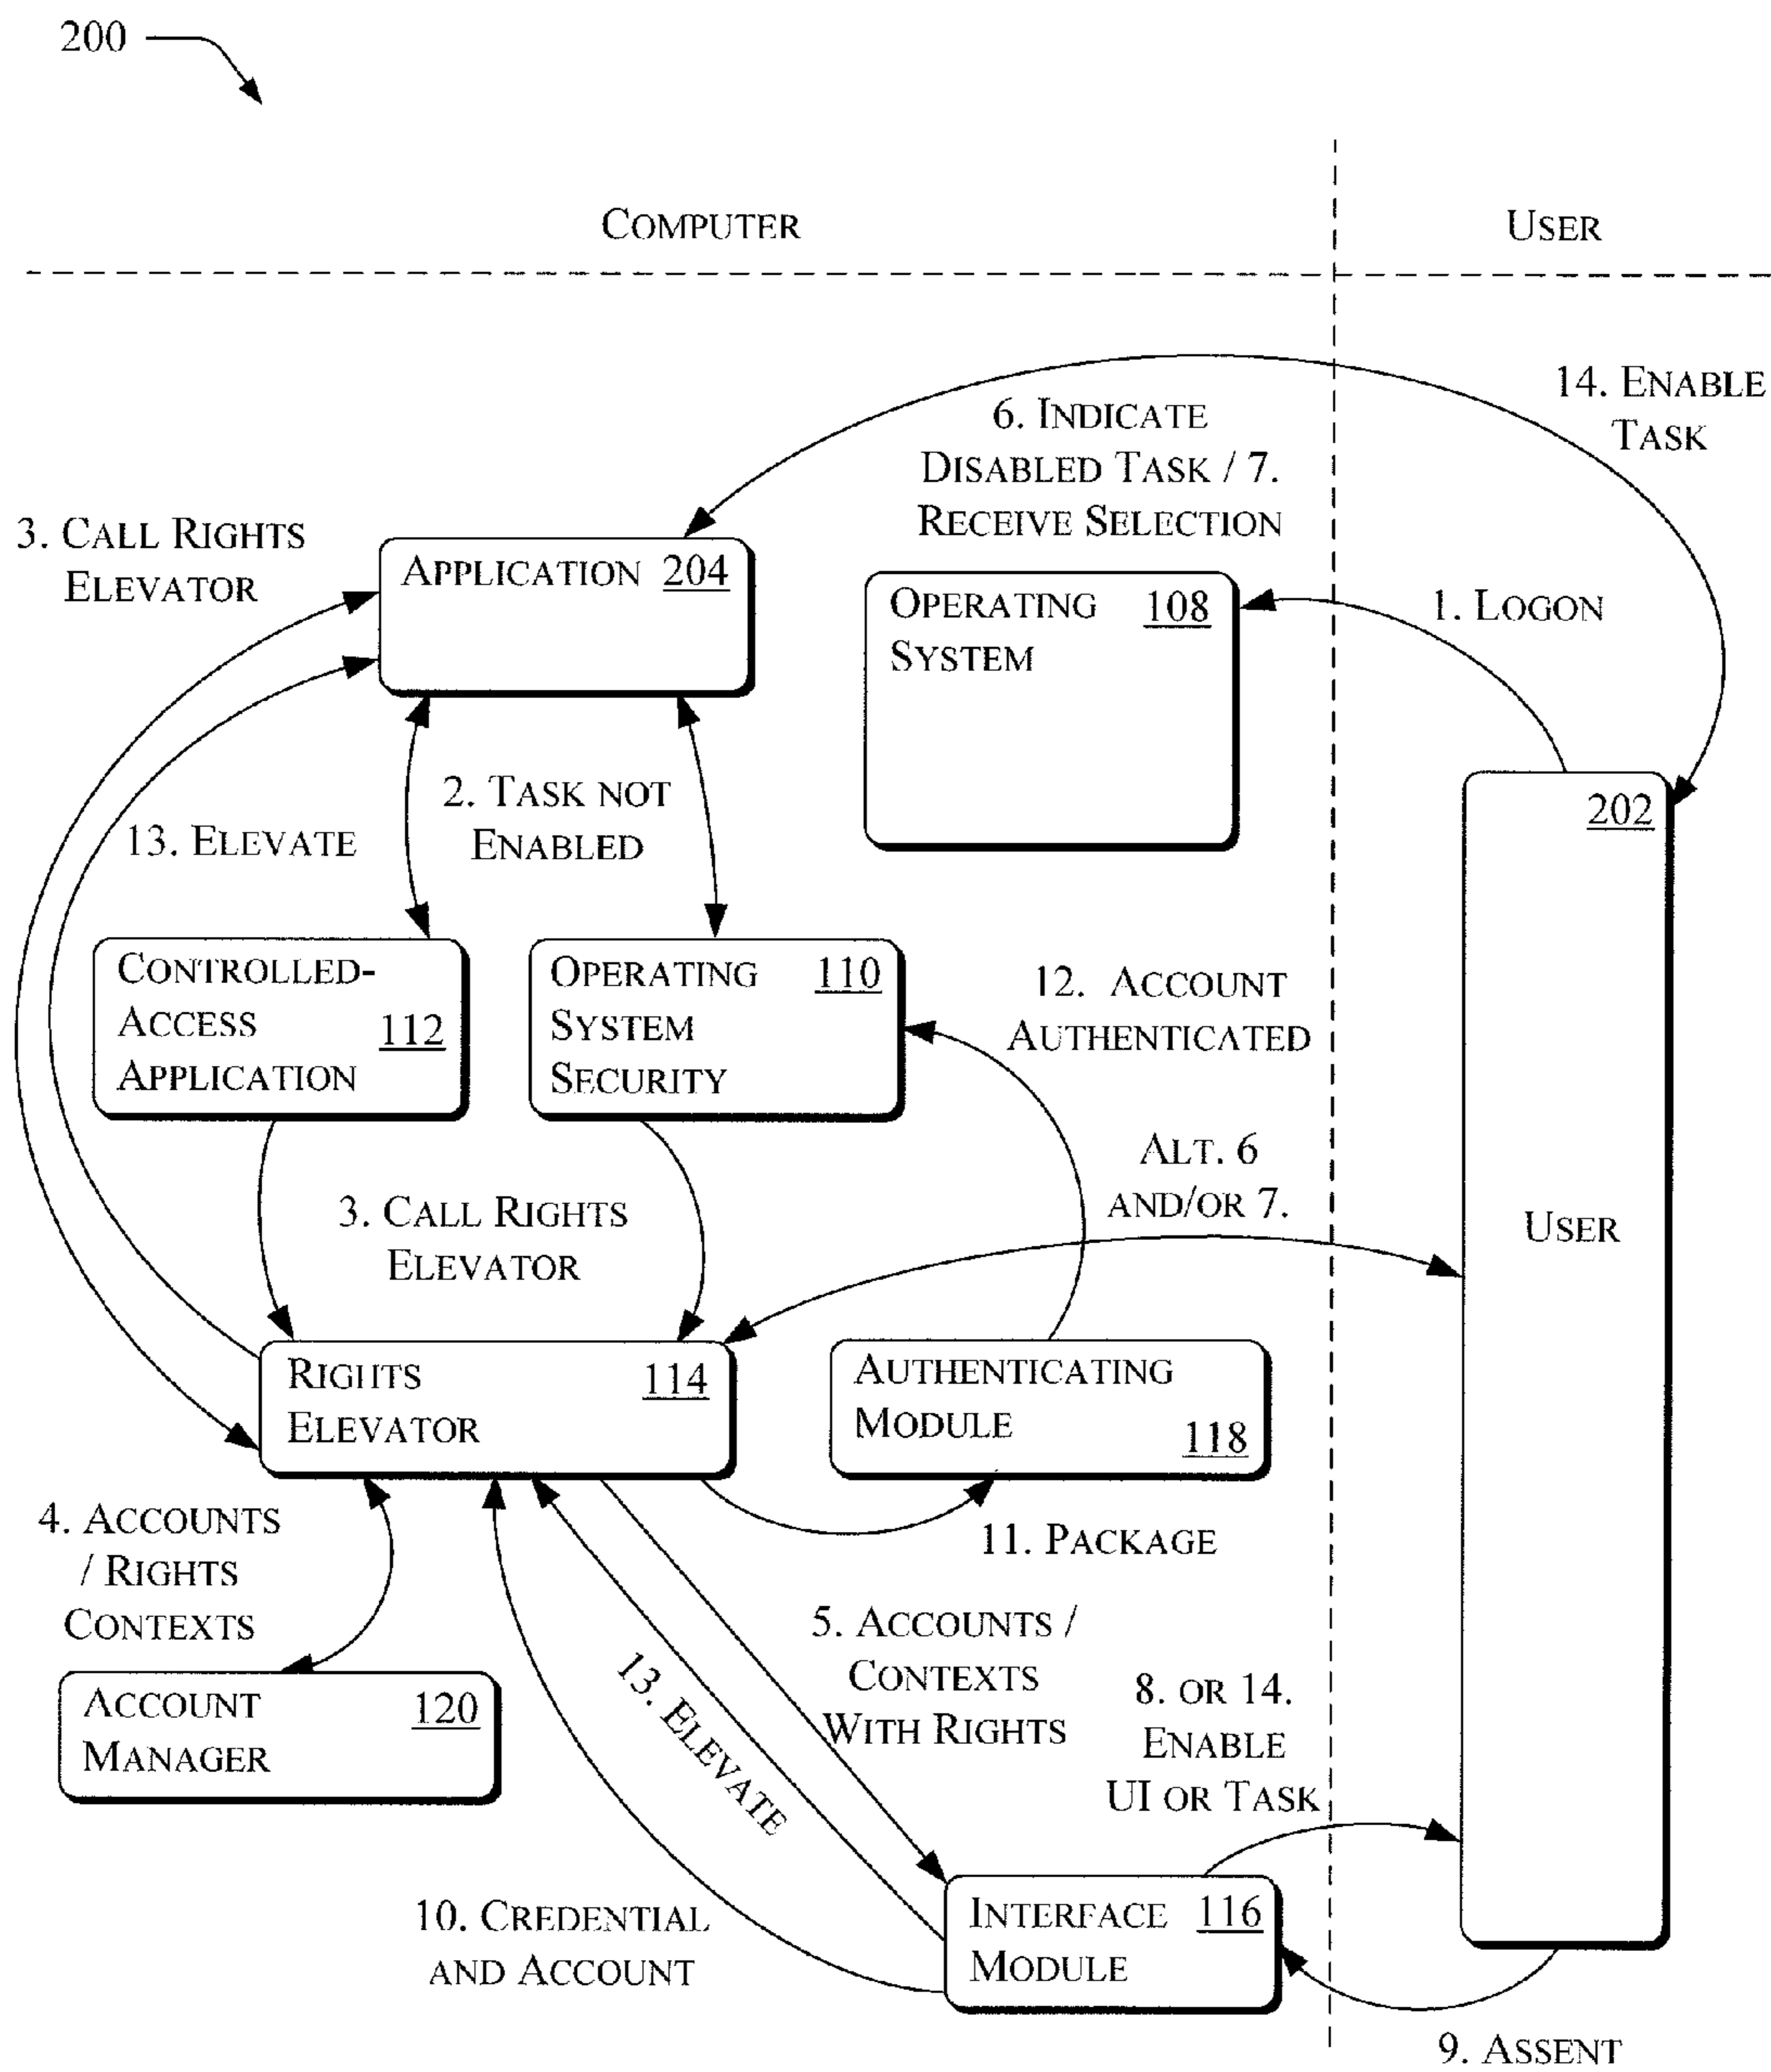 200
COMPUTER
USER
14. ENABLE
TASK
6. INDICATE
DISABLED TASK / 7.
RECEIVE SELECTION
3. CALL RIGHTS
ELEVATOR
APPLICATION 204
OPERATING 108
SYSTEM
1. LOGON
2. TASK NOT
ENABLED
13. ELEVATE
202
USER
CONTROLLED-
ACCESS 112
APPLICATION
OPERATING 110
SYSTEM
SECURITY
12. ACCOUNT
AUTHENTICATED
ALT. 6
AND/OR 7.
3. CALL RIGHTS
ELEVATOR
RIGHTS 114
ELEVATOR
AUTHENTICATING
MODULE 118
4. ACCOUNTS
/ RIGHTS
CONTEXTS
11. PACKAGE
5. ACCOUNTS /
CONTEXTS
WITH RIGHTS
13. ELEVATE
8. OR 14.
ENABLE
UI OR TASK
ACCOUNT 120
MANAGER
10. CREDENTIAL
AND ACCOUNT
INTERFACE 116
MODULE
9. ASSENT